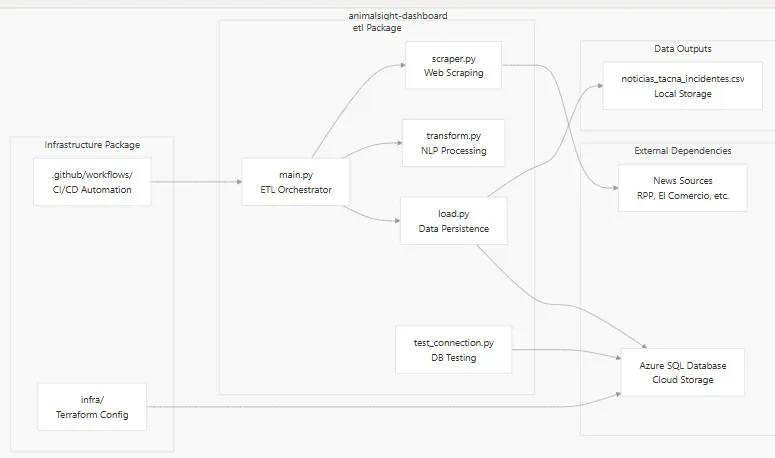 animalsight-dashboard
etl Package
scraper.py
Web Scraping
transform.py
NLP Processing
main.py
ETL Orchestrator
load.py
Data Persistence
test_connection.py
DB Testing
Infrastructure Package
.github/workflows/
CI/CD Automation
infra/
Terraform Config
Data Outputs
noticias_tacna_incidentes.csv
Local Storage
External Dependencies
News Sources
RPP, El Comercio, etc.
Azure SQL Database
Cloud Storage